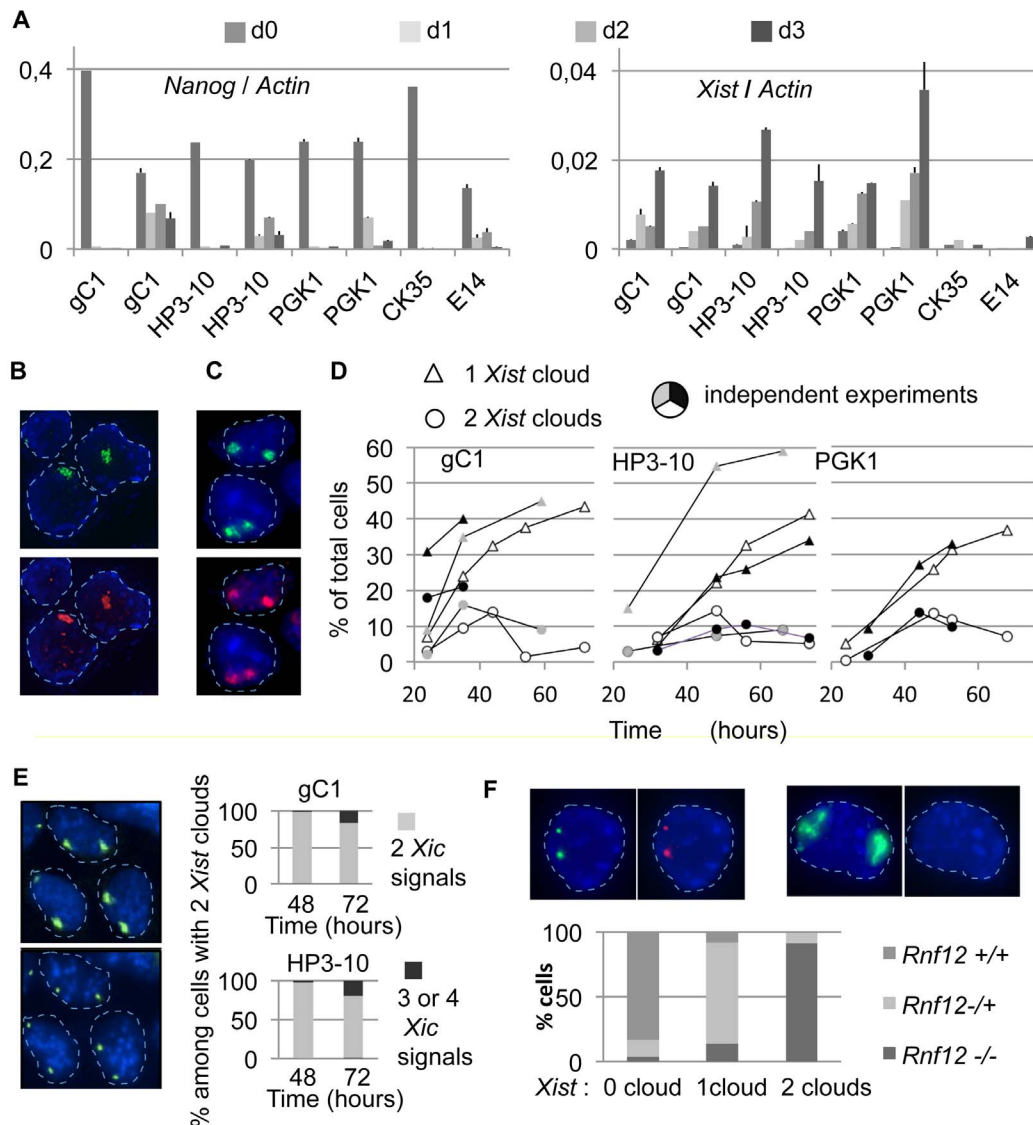 A
d0 d1 d2 d3
0,4
0,2
0
Nanog / Actin
gC1 gC1 HP3-10 HP3-10 PGK1 PGK1 CK35 E14
0,04
0,02
0
Xist / Actin
gC1 gC1 HP3-10 HP3-10 PGK1 PGK1 CK35 E14
B
C
D
1 Xist cloud
2 Xist clouds
independent experiments
% of total cells
60
50
40
30
20
10
0
gC1 HP3-10 PGK1
20 40 60 20 40 60 20 40 60
Time (hours)
E
% among cells with 2 Xist clouds
gC1
100
50
0
48 72
Time (hours)
2 Xic
signals
HP3-10
100
50
0
48 72
Time (hours)
3 or 4
Xic
signals
F
% cells
100
50
0
Xist : 0 cloud 1cloud 2 clouds
Rnf12 +/+
Rnf12-/+
Rnf12 -/-